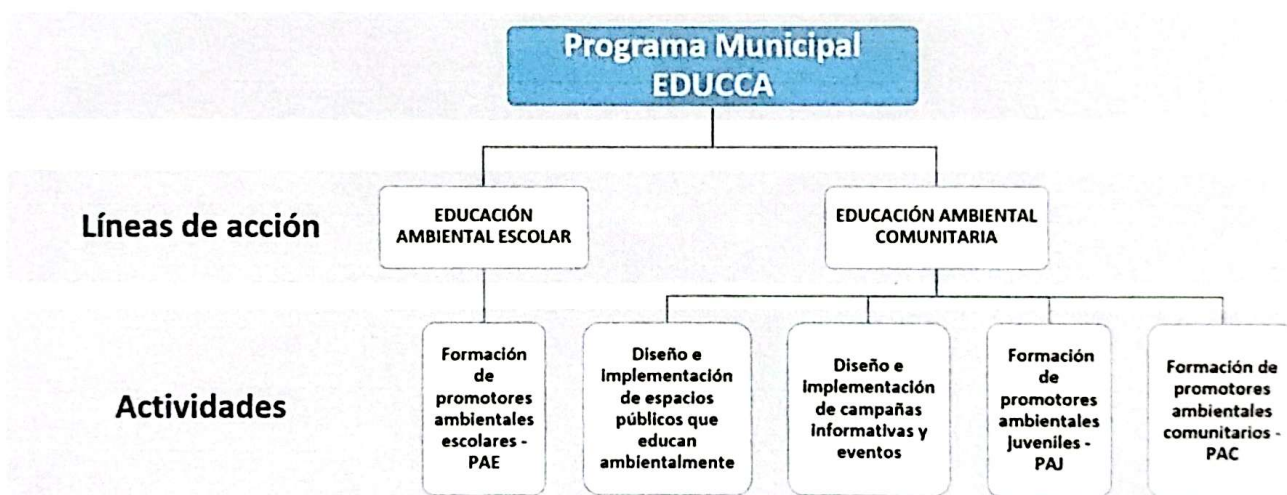 Programa Municipal
EDUCCA
Líneas de acción
EDUCACIÓN
AMBIENTAL ESCOLAR
EDUCACIÓN AMBIENTAL
COMUNITARIA
Actividades
Formación
de
promotores
ambientales
escolares -
PAE
Diseño e
implementación
de espacios
públicos que
educan
ambientalmente
Diseño e
implementación
de campañas
informativas y
eventos
Formación
de
promotores
ambientales
juveniles -
PAJ
Formación de
promotores
ambientales
comunitarios -
PAC